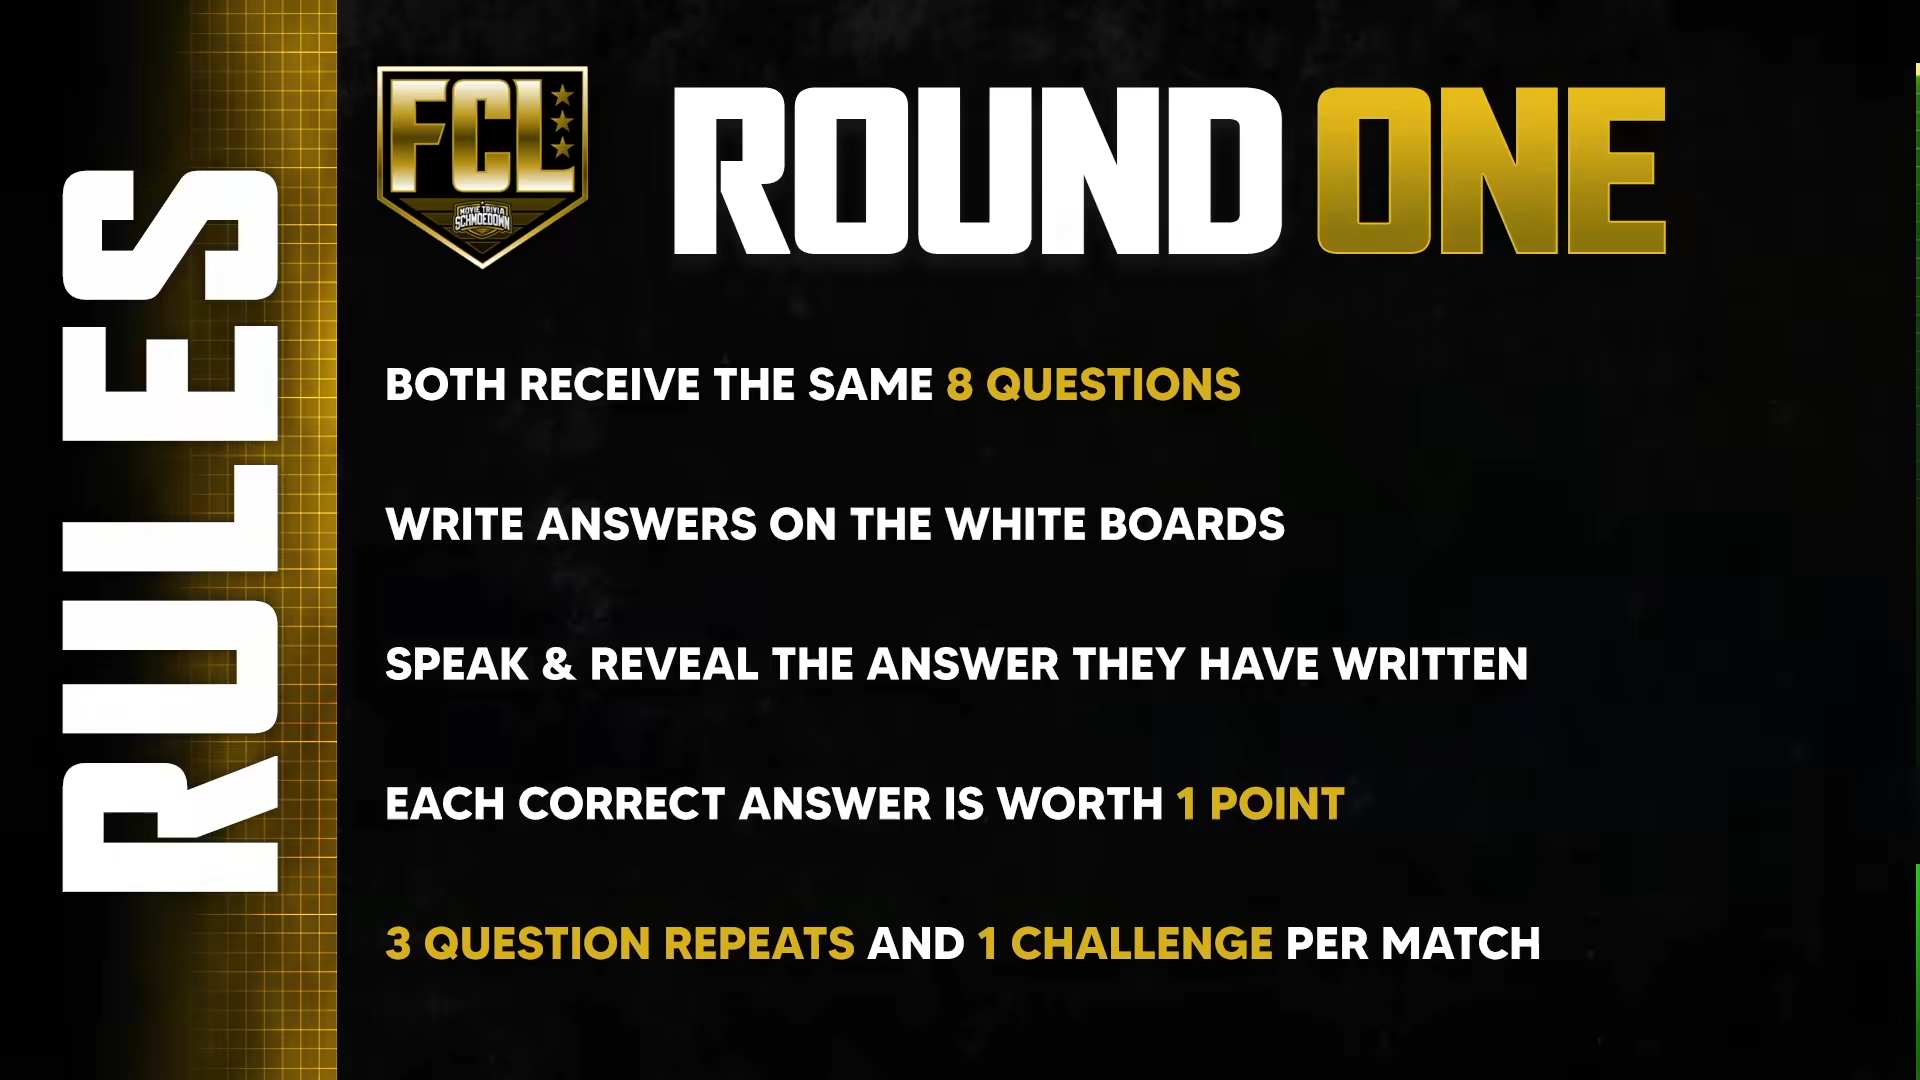 RULES
FCL
MOVIE TRIVIA
SCHMOEDOWN
ROUND ONE
BOTH RECEIVE THE SAME 8 QUESTIONS
WRITE ANSWERS ON THE WHITE BOARDS
SPEAK & REVEAL THE ANSWER THEY HAVE WRITTEN
EACH CORRECT ANSWER IS WORTH 1 POINT
3 QUESTION REPEATS AND 1 CHALLENGE PER MATCH